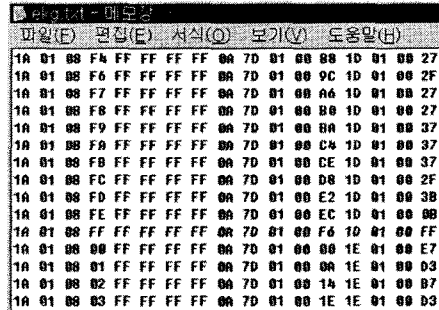 ekg.txt - 메모장
파일(F) 편집(E) 서식(O) 보기(V) 도움말(H)
1A 01 08 F4 FF FF FF FF 0A 7D 01 00 88 1D 01 00 27
1A 01 08 F6 FF FF FF FF 0A 7D 01 00 9C 1D 01 00 2F
1A 01 08 F7 FF FF FF FF 0A 7D 01 00 A6 1D 01 00 27
1A 01 08 F8 FF FF FF FF 0A 7D 01 00 B0 1D 01 00 27
1A 01 08 F9 FF FF FF FF 0A 7D 01 00 BA 1D 01 00 37
1A 01 08 FA FF FF FF FF 0A 7D 01 00 C4 1D 01 00 37
1A 01 08 FB FF FF FF FF 0A 7D 01 00 CE 1D 01 00 37
1A 01 08 FC FF FF FF FF 0A 7D 01 00 D8 1D 01 00 2F
1A 01 08 FD FF FF FF FF 0A 7D 01 00 E2 1D 01 00 3B
1A 01 08 FE FF FF FF FF 0A 7D 01 00 EC 1D 01 00 0B
1A 01 08 FF FF FF FF FF 0A 7D 01 00 F6 1D 01 00 FF
1A 01 08 00 FF FF FF FF 0A 7D 01 00 00 1E 01 00 E7
1A 01 08 01 FF FF FF FF 0A 7D 01 00 0A 1E 01 00 D3
1A 01 08 02 FF FF FF FF 0A 7D 01 00 14 1E 01 00 B7
1A 01 08 03 FF FF FF FF 0A 7D 01 00 1E 1E 01 00 D3